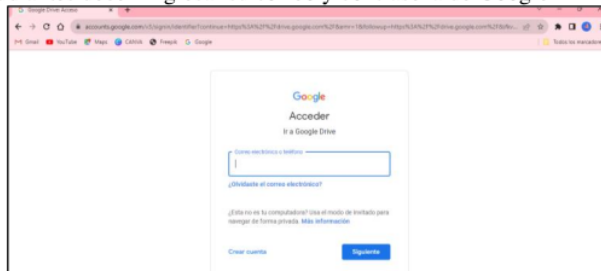 Google Drive: Acceso
accounts.google.com
Gmail YouTube Maps CANVA Freepik Google
Todos los marcadores
Google
Acceder
Ir a Google Drive
Correo electrónico o teléfono
¿Olvidaste el correo electrónico?
¿Esta no es tu computadora? Usa el modo de invitado para
navegar de forma privada. Más información
Crear cuenta Siguiente